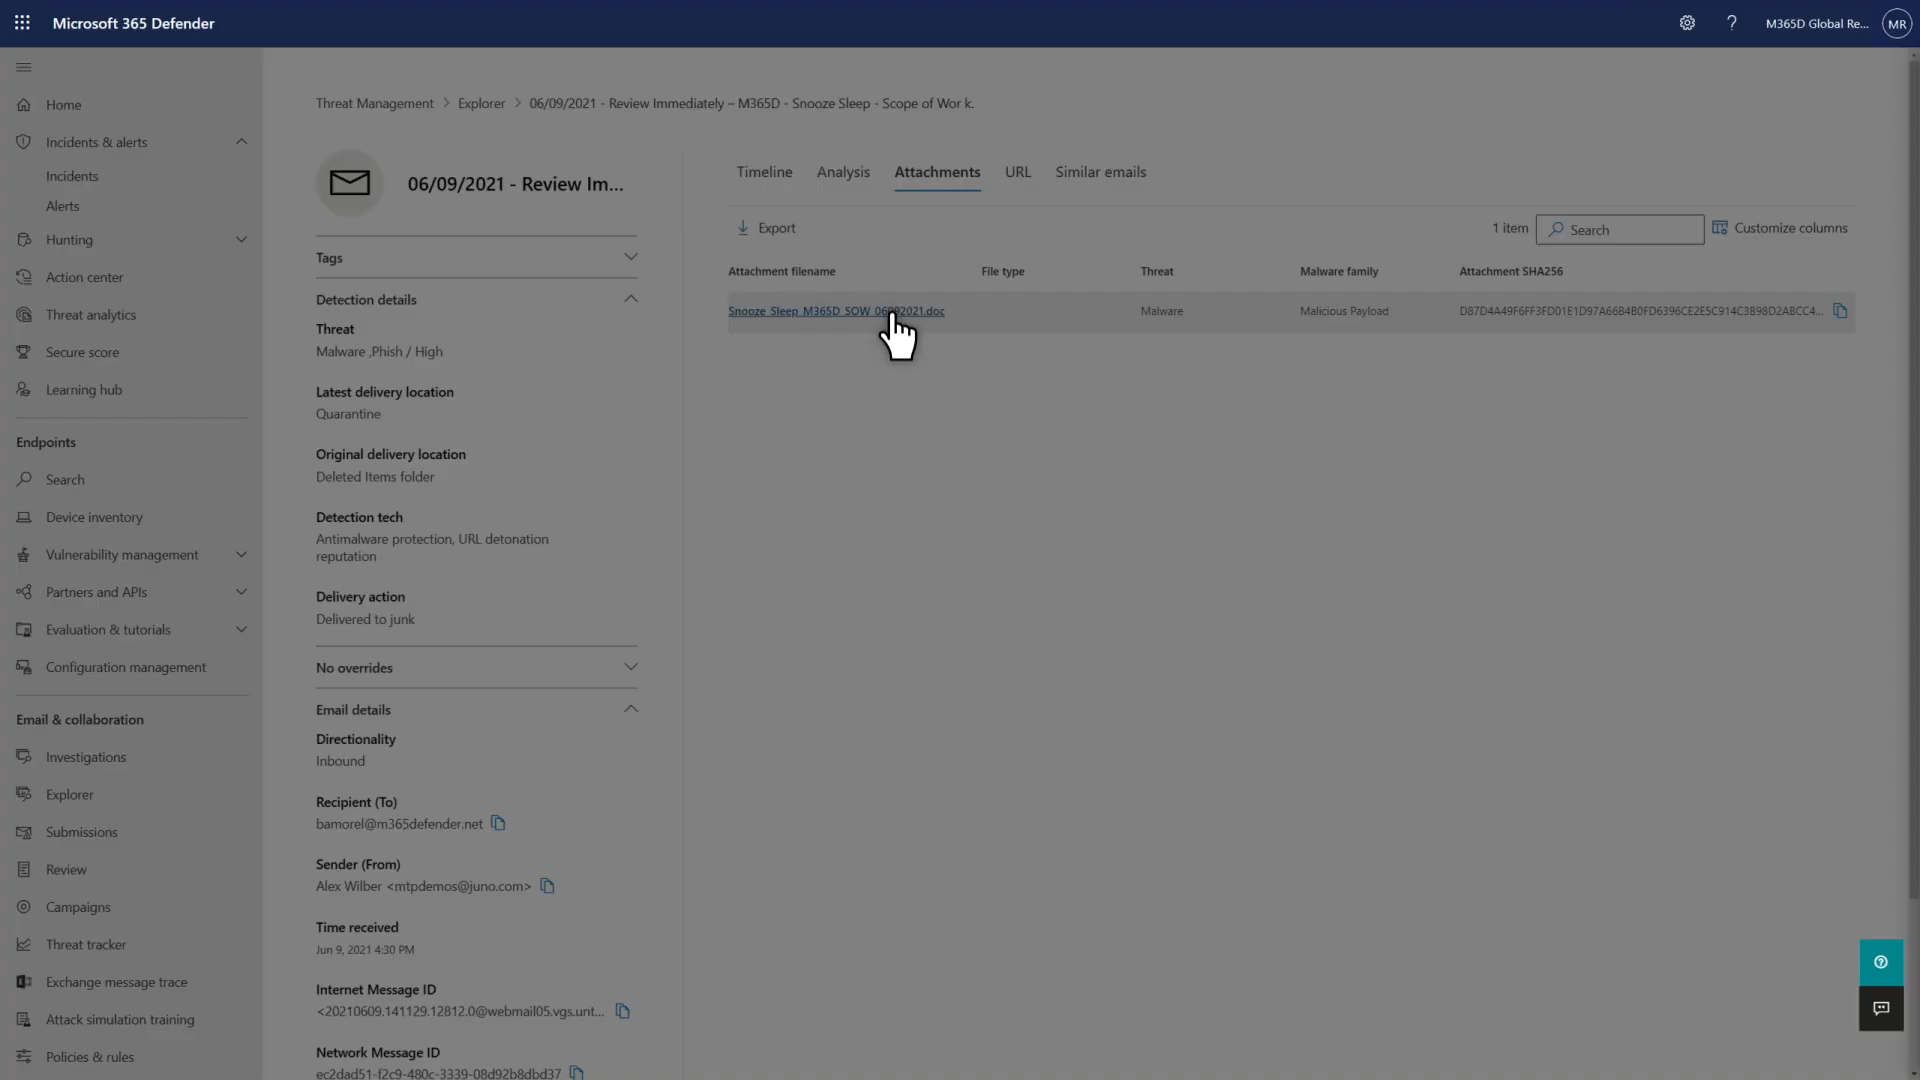 Microsoft 365 Defender
M365D Global Re...
MR
Home
Incidents & alerts
Incidents
Alerts
Hunting
Action center
Threat analytics
Secure score
Learning hub
Endpoints
Search
Device inventory
Vulnerability management
Partners and APIs
Evaluation & tutorials
Configuration management
Email & collaboration
Investigations
Explorer
Submissions
Review
Campaigns
Threat tracker
Exchange message trace
Attack simulation training
Policies & rules
Threat Management > Explorer > 06/09/2021 - Review Immediately – M365D - Snooze Sleep - Scope of Wor k.
06/09/2021 - Review Im...
Tags
Detection details
Threat
Malware ,Phish / High
Latest delivery location
Quarantine
Original delivery location
Deleted Items folder
Detection tech
Antimalware protection, URL detonation
reputation
Delivery action
Delivered to junk
No overrides
Email details
Directionality
Inbound
Recipient (To)
bamorel@m365defender.net
Sender (From)
Alex Wilber <mtpdemos@juno.com>
Time received
Jun 9, 2021 4:30 PM
Internet Message ID
<20210609.141129.12812.0@webmail05.vgs.unt...
Network Message ID
ec2dad51-f2c9-480c-3339-08d92b8dbd37
Timeline Analysis Attachments URL Similar emails
Export
1 item
Search
Customize columns
Attachment filename File type Threat Malware family Attachment SHA256
Snooze_Sleep_M365D_SOW_06092021.doc Malware Malicious Payload D87D4A49F6FF3FD01E1D97A66B4B0FD6396CE2E5C914C3B98D2ABCC4...